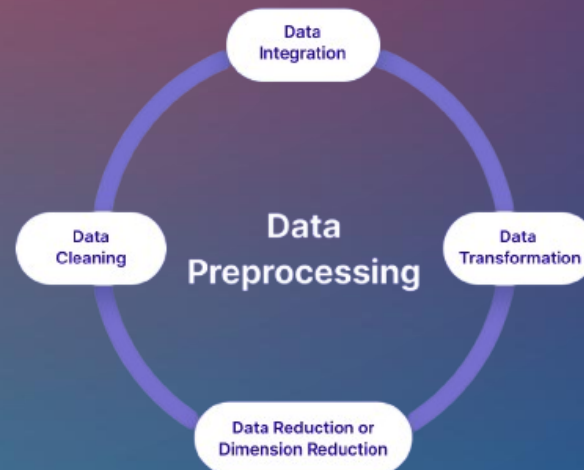 Data
Integration
Data
Cleaning
Data
Preprocessing
Data
Transformation
Data Reduction or
Dimension Reduction